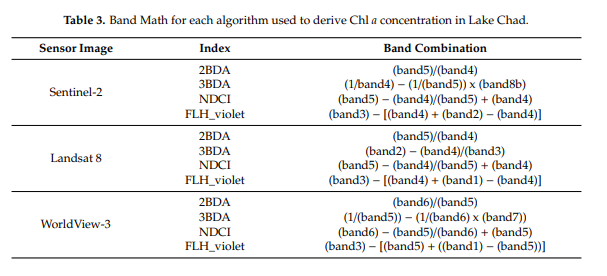 Table 3. Band Math for each algorithm used to derive Chl a concentration in Lake Chad.
Sensor Image Index Band Combination
Sentinel-2
2BDA (band5)/(band4)
3BDA (1/band4) − (1/(band5)) x (band8b)
NDCI (band5) − (band4)/(band5) + (band4)
FLH_violet (band3) − [(band4) + (band2) − (band4)]
Landsat 8
2BDA (band5)/(band4)
3BDA (band2) − (band4)/(band3)
NDCI (band5) − (band4)/(band5) + (band4)
FLH_violet (band3) − [(band4) + (band1) − (band4)]
WorldView-3
2BDA (band6)/(band5)
3BDA (1/(band5)) − (1/(band6) x (band7))
NDCI (band6) − (band5)/(band6) + (band5)
FLH_violet (band3) − [(band5) + ((band1) − (band5))]